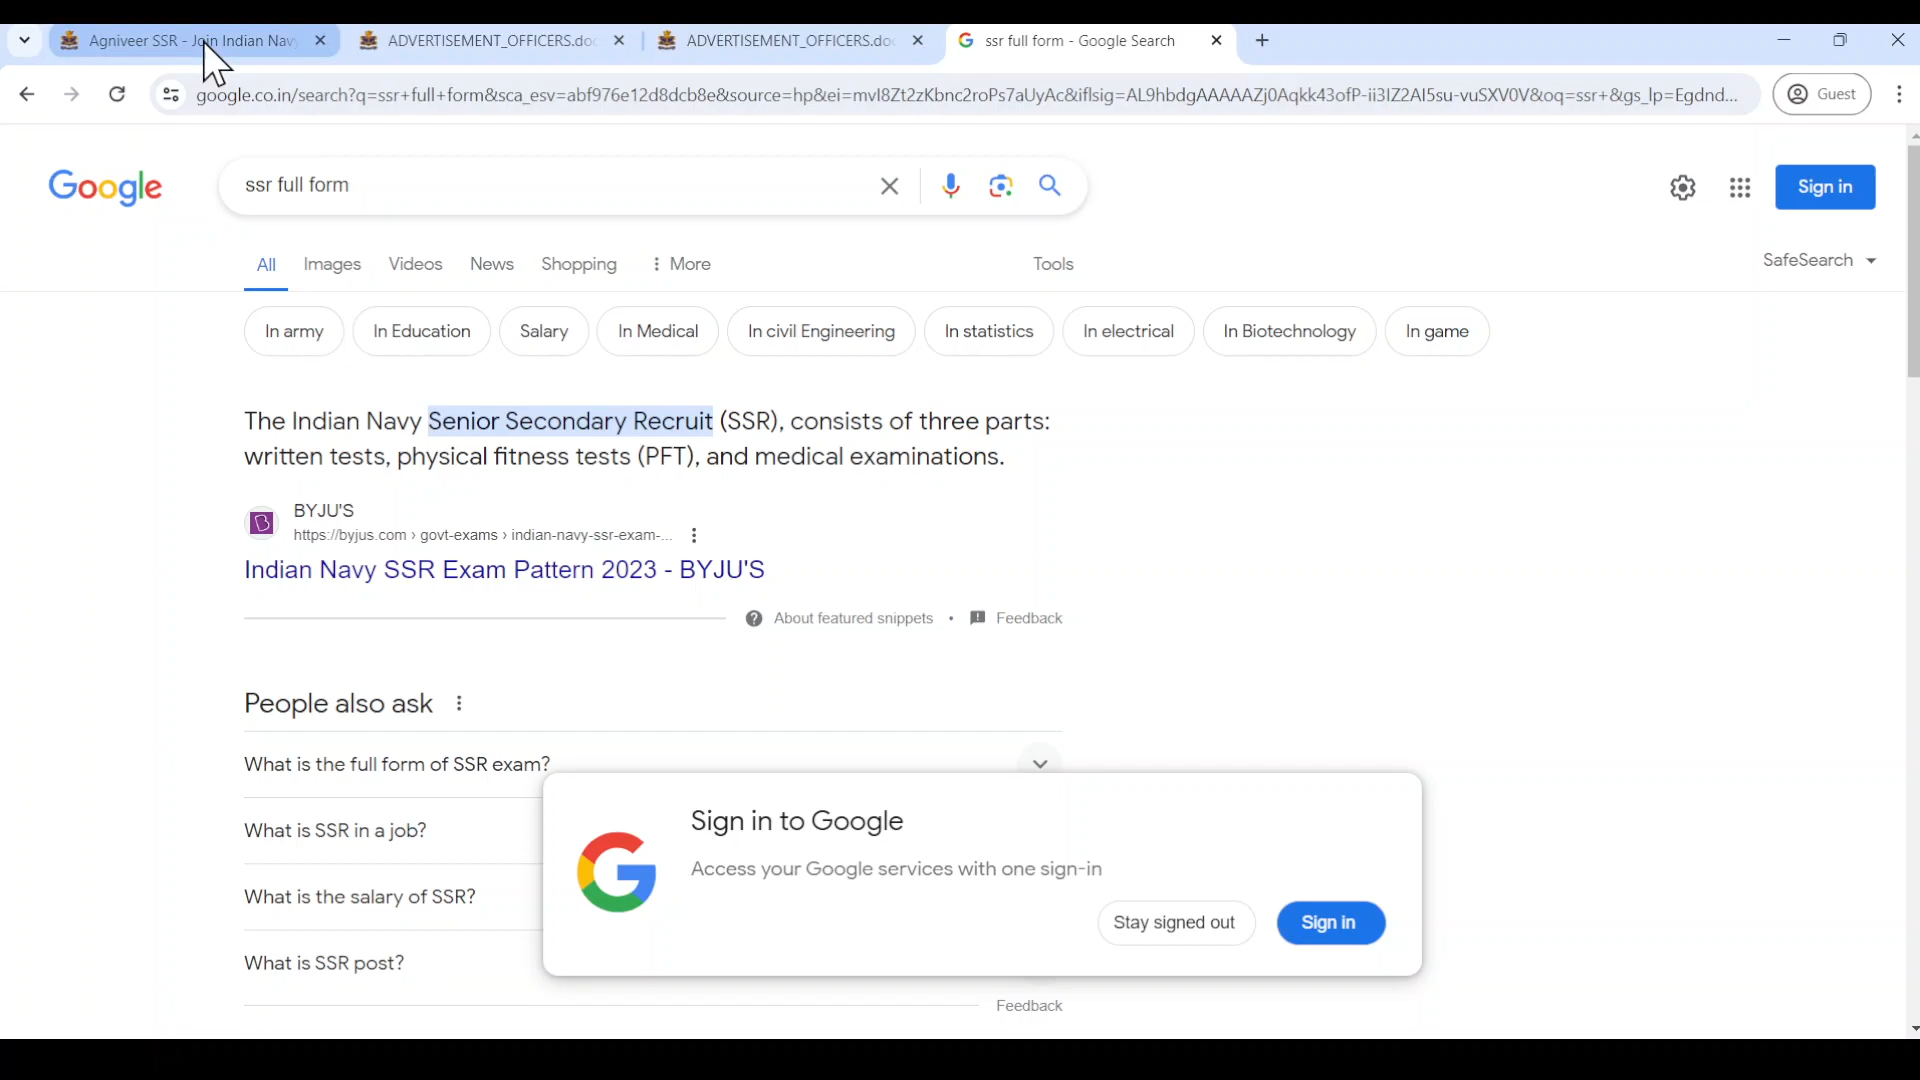 Agniveer SSR - Join Indian Nav
ADVERTISEMENT_OFFICERS.doc
ADVERTISEMENT_OFFICERS.doc
ssr full form - Google Search
google.co.in/search?q=ssr+full+form&sca_esv=abf976e12d8dcb8e&source=hp&ei=mvI8Zt2zKbnc2roPs7aUyAc&iflsig=AL9hbdgAAAAAZj0Aqkk43ofP-ii3IZ2AI5su-vuSXV0V&oq=ssr+&gs_lp=Egdnd...
Guest
Google
ssr full form
Sign in
All
Images
Videos
News
Shopping
More
Tools
SafeSearch
In army
In Education
Salary
In Medical
In civil Engineering
In statistics
In electrical
In Biotechnology
In game
The Indian Navy Senior Secondary Recruit (SSR), consists of three parts:
written tests, physical fitness tests (PFT), and medical examinations.
BYJU'S
https://byjus.com › govt-exams › indian-navy-ssr-exam-...
Indian Navy SSR Exam Pattern 2023 - BYJU'S
About featured snippets • Feedback
People also ask
What is the full form of SSR exam?
What is SSR in a job?
What is the salary of SSR?
What is SSR post?
Sign in to Google
Access your Google services with one sign-in
Stay signed out
Sign in
Feedback